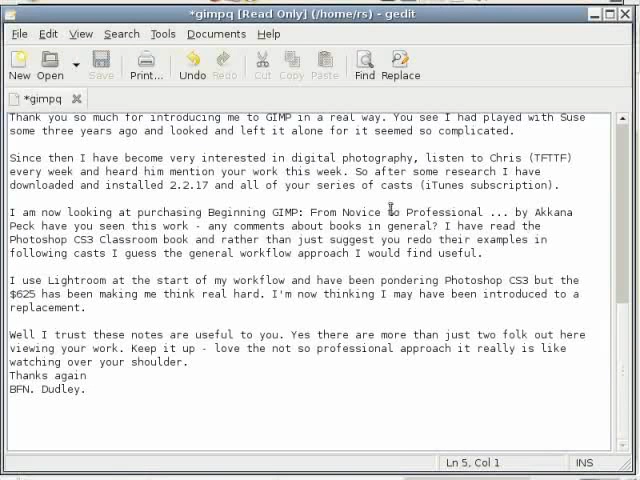 *gimpq [Read Only] (/home/rs) - gedit
File Edit View Search Tools Documents Help
New Open Save Print... Undo Redo Cut Copy Paste Find Replace
*gimpq
Thank you so much for introducing me to GIMP in a real way. You see I had played with Suse
some three years ago and looked and left it alone for it seemed so complicated.
Since then I have become very interested in digital photography, listen to Chris (TFTTF)
every week and heard him mention your work this week. So after some research I have
downloaded and installed 2.2.17 and all of your series of casts (iTunes subscription).
I am now looking at purchasing Beginning GIMP: From Novice to Professional ... by Akkana
Peck have you seen this work - any comments about books in general? I have read the
Photoshop CS3 Classroom book and rather than just suggest you redo their examples in
following casts I guess the general workflow approach I would find useful.
I use Lightroom at the start of my workflow and have been pondering Photoshop CS3 but the
$625 has been making me think real hard. I'm now thinking I may have been introduced to a
replacement.
Well I trust these notes are useful to you. Yes there are more than just two folk out here
viewing your work. Keep it up - love the not so professional approach it really is like
watching over your shoulder.
Thanks again
BFN. Dudley.
Ln 5, Col 1 INS